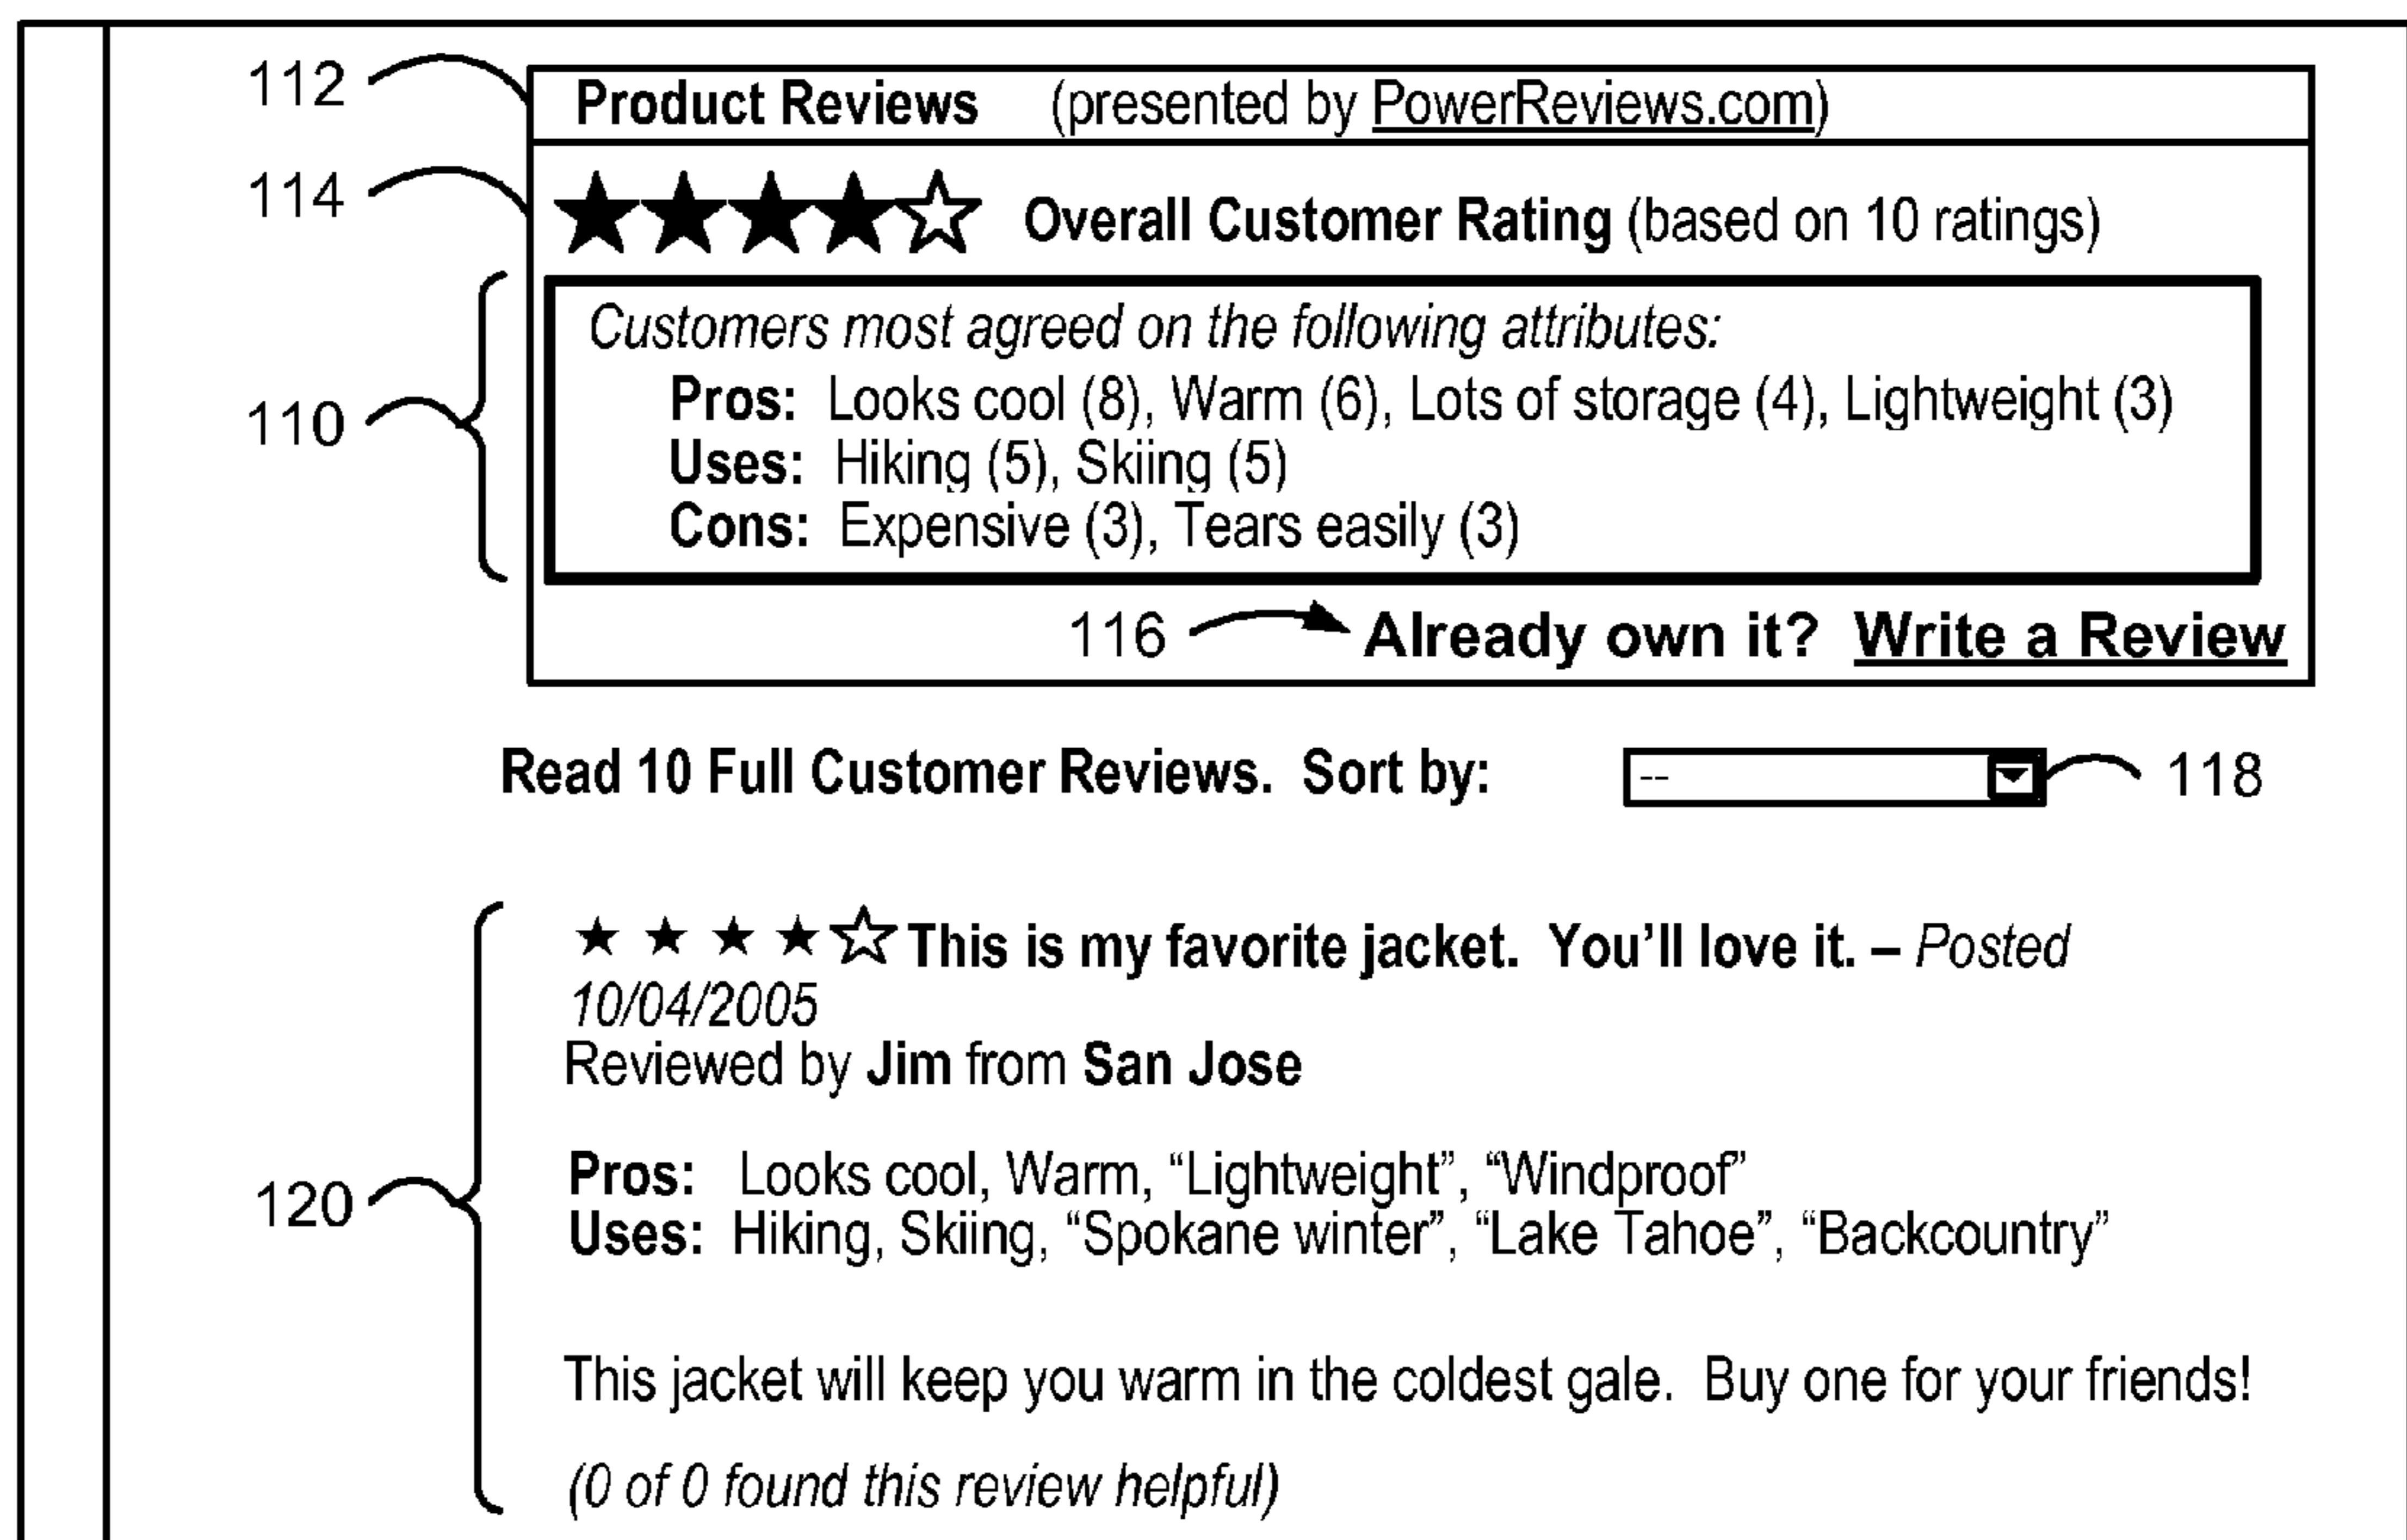 112 Product Reviews (presented by PowerReviews.com)
114 ★★★★☆ Overall Customer Rating (based on 10 ratings)
Customers most agreed on the following attributes:
Pros: Looks cool (8), Warm (6), Lots of storage (4), Lightweight (3)
110
Uses: Hiking (5), Skiing (5)
Cons: Expensive (3), Tears easily (3)
116 Already own it? Write a Review
Read 10 Full Customer Reviews. Sort by: -- 118
★ ★ ★ ★ ☆ This is my favorite jacket. You’ll love it. – Posted
10/04/2005
Reviewed by Jim from San Jose
Pros: Looks cool, Warm, “Lightweight”, “Windproof”
120
Uses: Hiking, Skiing, “Spokane winter”, “Lake Tahoe”, “Backcountry”
This jacket will keep you warm in the coldest gale. Buy one for your friends!
(0 of 0 found this review helpful)